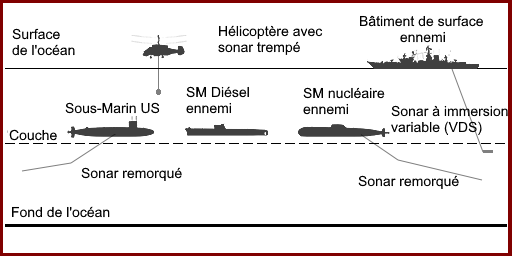 Surface
de l'océan
Hélicoptère avec
sonar trempé
Bâtiment de surface
ennemi
Sous-Marin US
SM Diésel
ennemi
SM nucléaire
ennemi
Sonar à immersion
variable (VDS)
Couche
Sonar remorqué
Sonar remorqué
Fond de l'océan